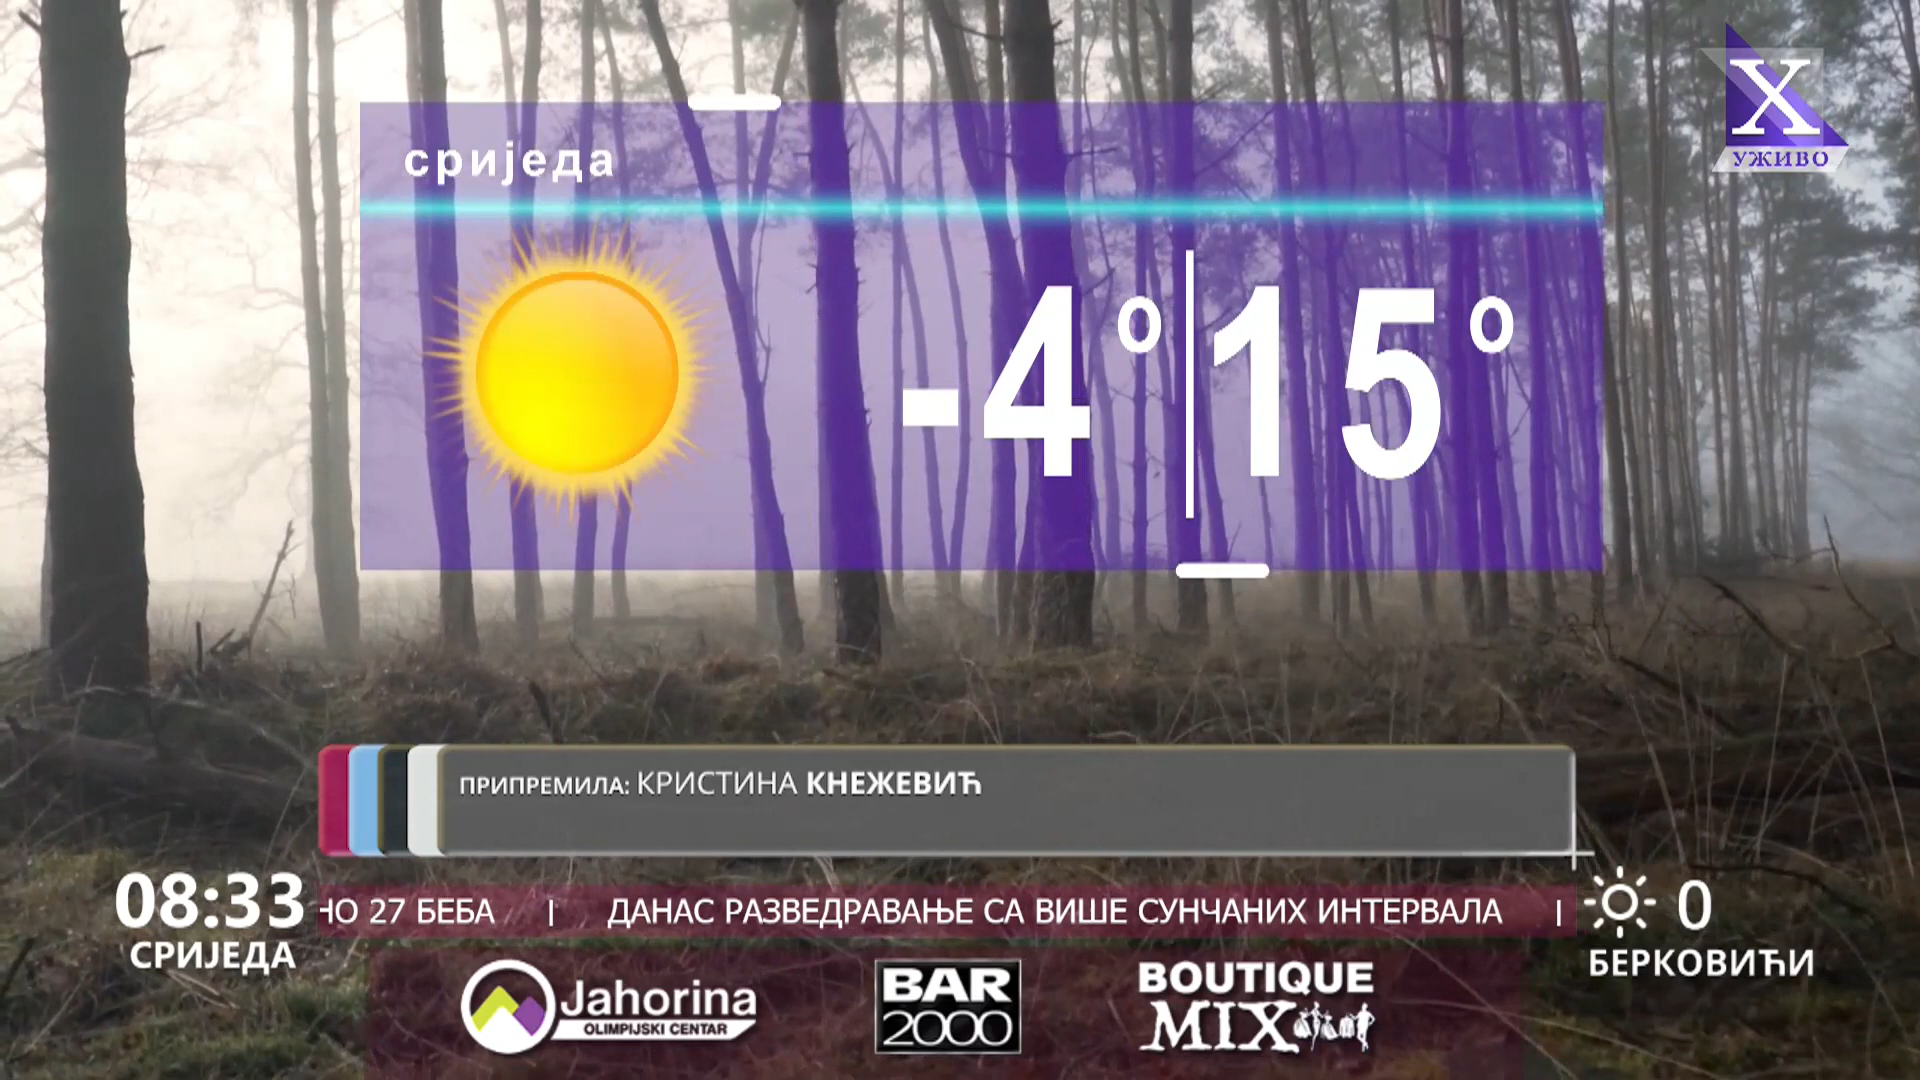 X
УЖИВО
сриједа
-4° 15°
ПРИПРЕМИЛА: КРИСТИНА КНЕЖЕВИЋ
08:33
СРИЈЕДА
НО 27 БЕБА | ДАНАС РАЗВЕДРАВАЊЕ СА ВИШЕ СУНЧАНИХ ИНТЕРВАЛА |
0
БЕРКОВИЋИ
Jahorina
OLIMPIJSKI CENTAR
BAR
2000
BOUTIQUE
MIX